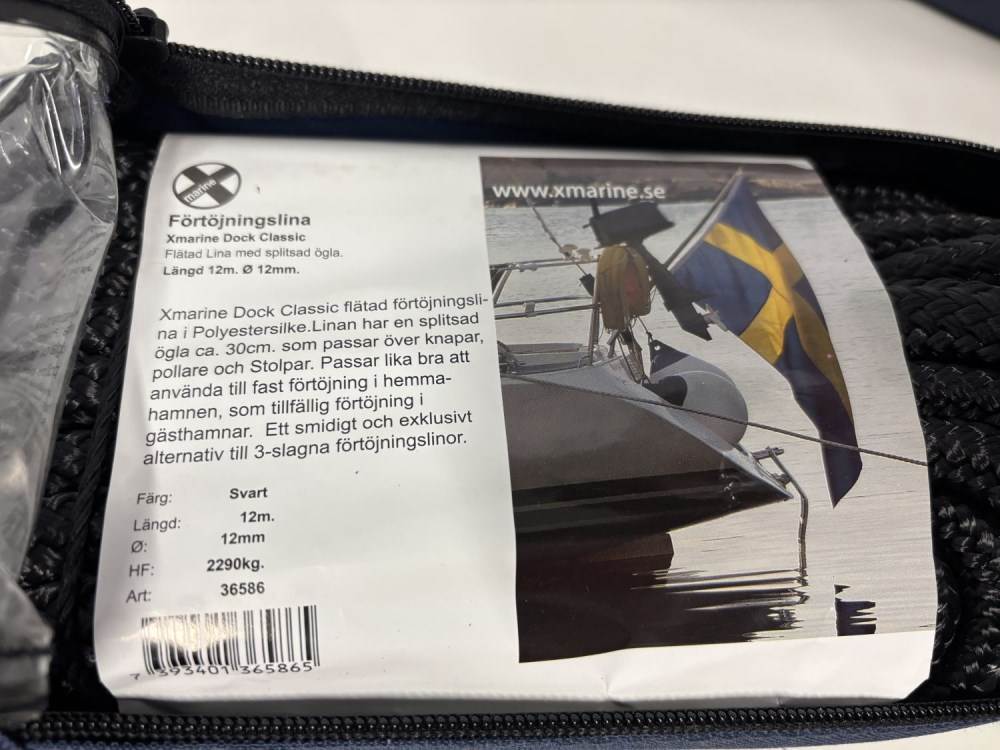 marine
www.xmarine.se
Förtöjningslina
Xmarine Dock Classic
Flätad Lina med splitsad ögla.
Längd 12m. Ø 12mm.
Xmarine Dock Classic flätad förtöjningsli-
na i Polyestersilke.Linan har en splitsad
ögla ca. 30cm. som passar över knapar,
pollare och Stolpar. Passar lika bra att
använda till fast förtöjning i hemma-
hamnen, som tillfällig förtöjning i
gästhamnar. Ett smidigt och exklusivt
alternativ till 3-slagna förtöjningslinor.
Färg: Svart
Längd: 12m.
Ø: 12mm
HF: 2290kg.
Art: 36586
7 393401 365865